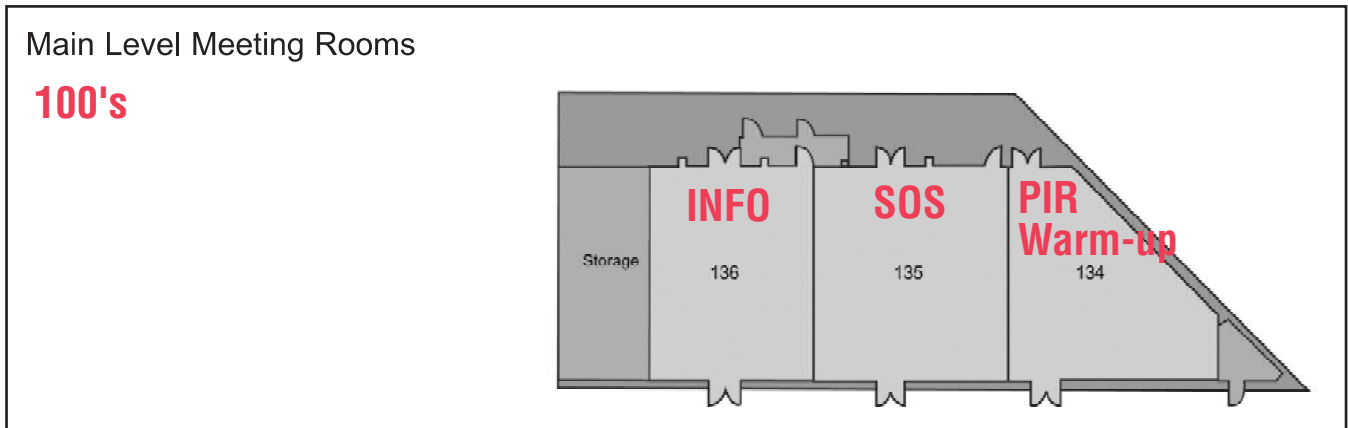 Main Level Meeting Rooms
100's
INFO
SOS
PIR
Warm-up
Storage
136
135
134